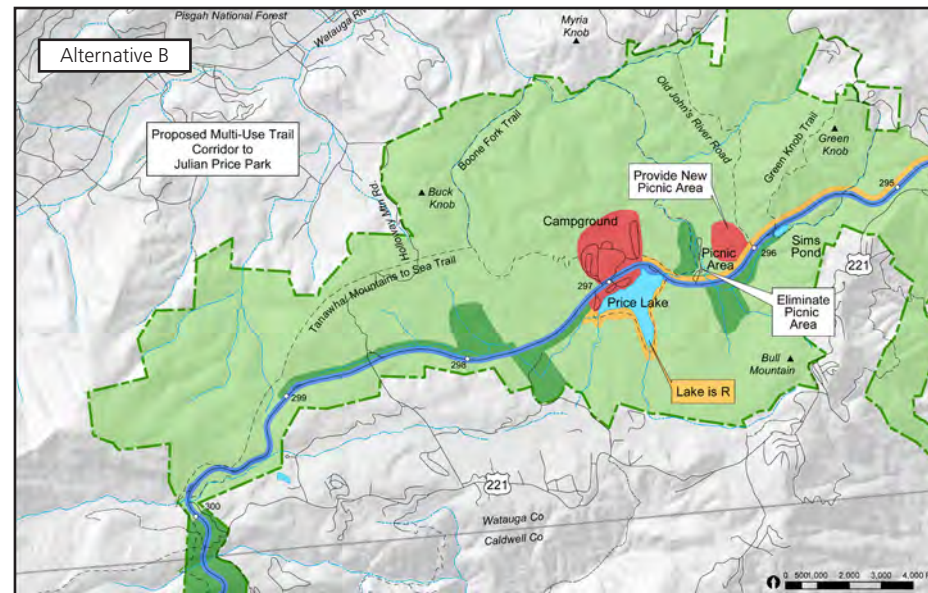 Pisgah National Forest
Watauga Riv
Myria
Knob
Alternative B
Proposed Multi-Use Trail
Corridor to
Julian Price Park
Old John's River Road
Boone Fork Trail
Green Knob Trail
Green
Knob
Provide New
Picnic Area
295
Buck
Knob
Holloway Mtn Rd
Campground
Tanawha Mountains to Sea Trail
Picnic
Area
296
Sims
Pond
221
297
Price Lake
Eliminate
Picnic
Area
298
Bull
Mountain
Lake is R
299
221
300
Watauga Co
Caldwell Co
0 500 1,000 2,000 3,000 4,000 F